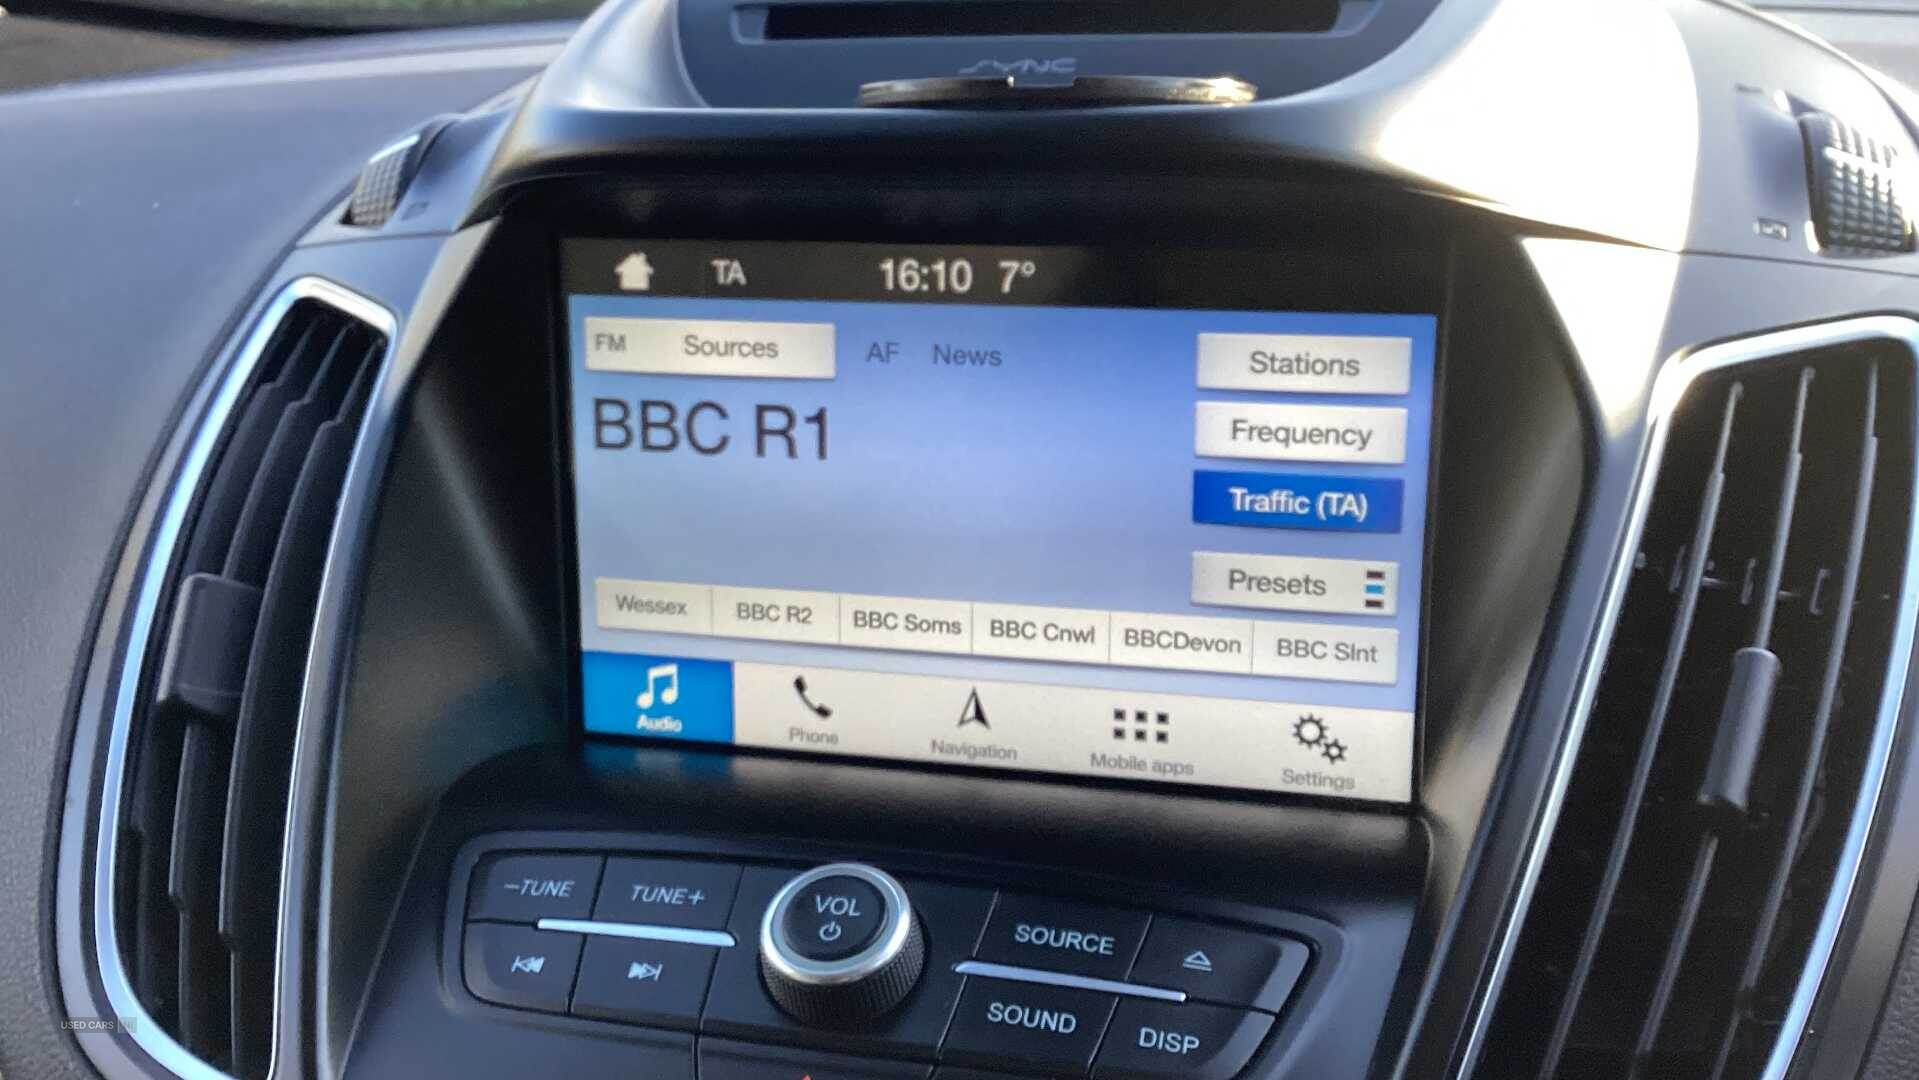 SYNC
TA 16:10 7°
FM Sources AF News Stations
BBC R1
Frequency
Traffic (TA)
Presets
Wessex BBC R2 BBC Soms BBC Cnwl BBCDevon BBC SInt
Audio Phone Navigation Mobile apps Settings
-TUNE TUNE+ VOL SOURCE
SOUND DISP
USED CARS NI